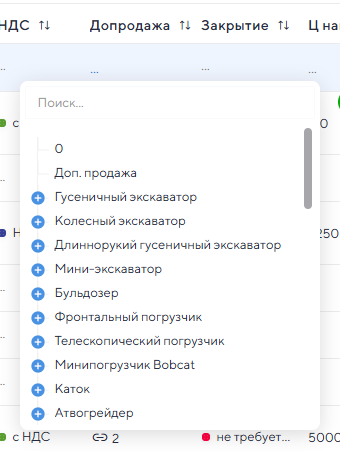 НДС ↑↓ Допродажа ↑↓ Закрытие ↑↓ Ц на
... ... ... ...
Поиск...
с 0
0
Доп. продажа
Гусеничный экскаватор
Колесный экскаватор
Н 250
Длиннорукий гусеничный экскаватор
Мини-экскаватор
Бульдозер
Фронтальный погрузчик
Телескопический погрузчик
Минипогрузчик Bobcat
Каток
Автогрейдер
с НДС 2 не требует... 5000